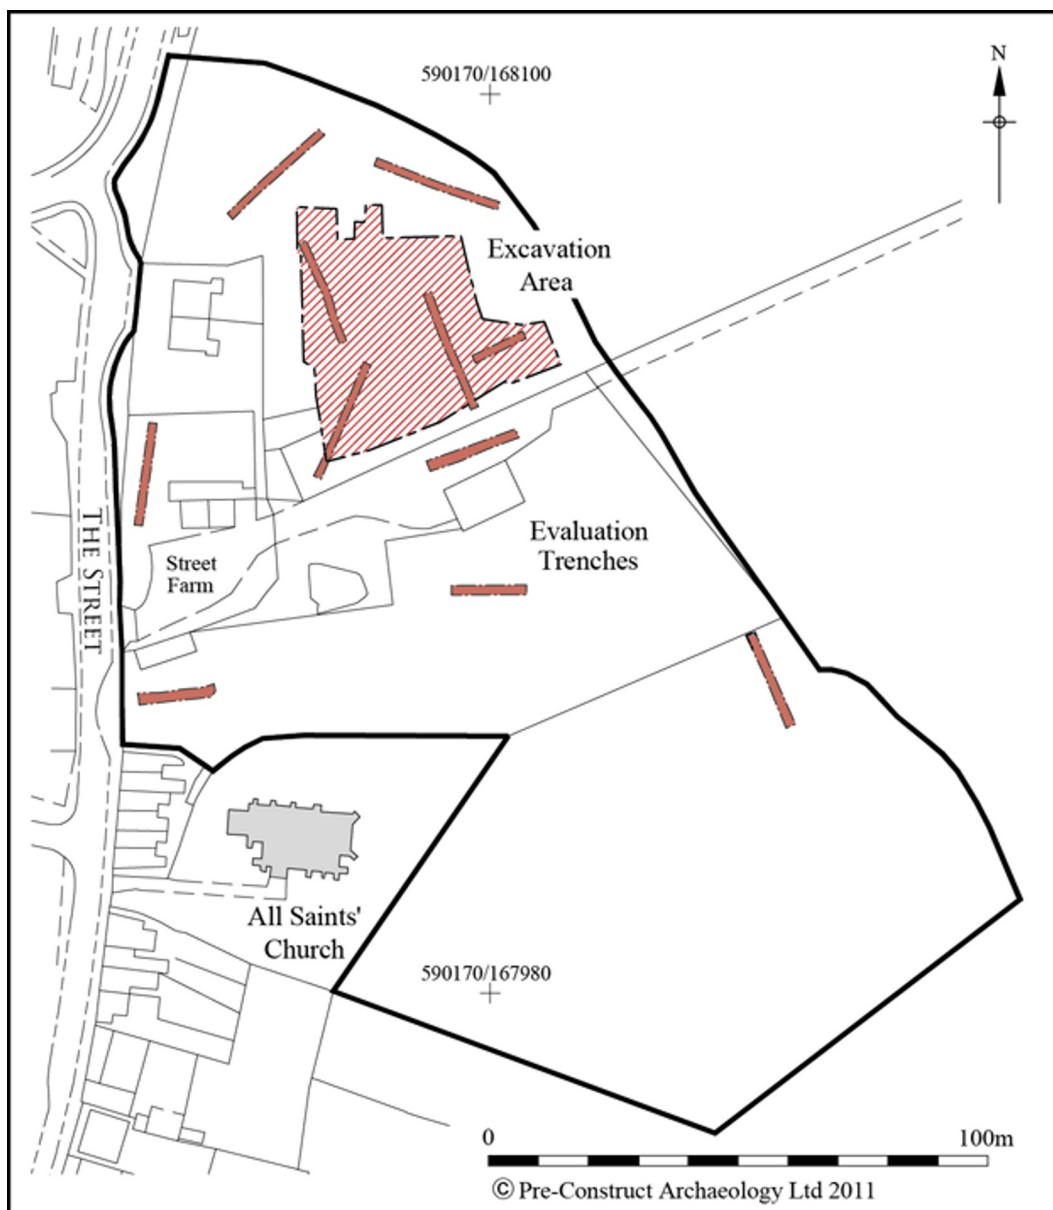 590170/168100
N
Excavation
Area
Evaluation
Trenches
Street
Farm
THE STREET
All Saints'
Church
590170/167980
0 100m
© Pre-Construct Archaeology Ltd 2011